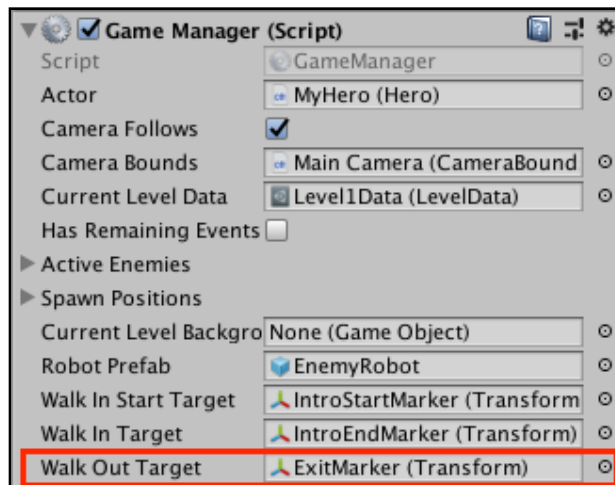 Game Manager (Script)
Script GameManager
Actor MyHero (Hero)
Camera Follows
Camera Bounds Main Camera (CameraBound
Current Level Data Level1Data (LevelData)
Has Remaining Events
Active Enemies
Spawn Positions
Current Level Backgro None (Game Object)
Robot Prefab EnemyRobot
Walk In Start Target IntroStartMarker (Transform
Walk In Target IntroEndMarker (Transform)
Walk Out Target ExitMarker (Transform)